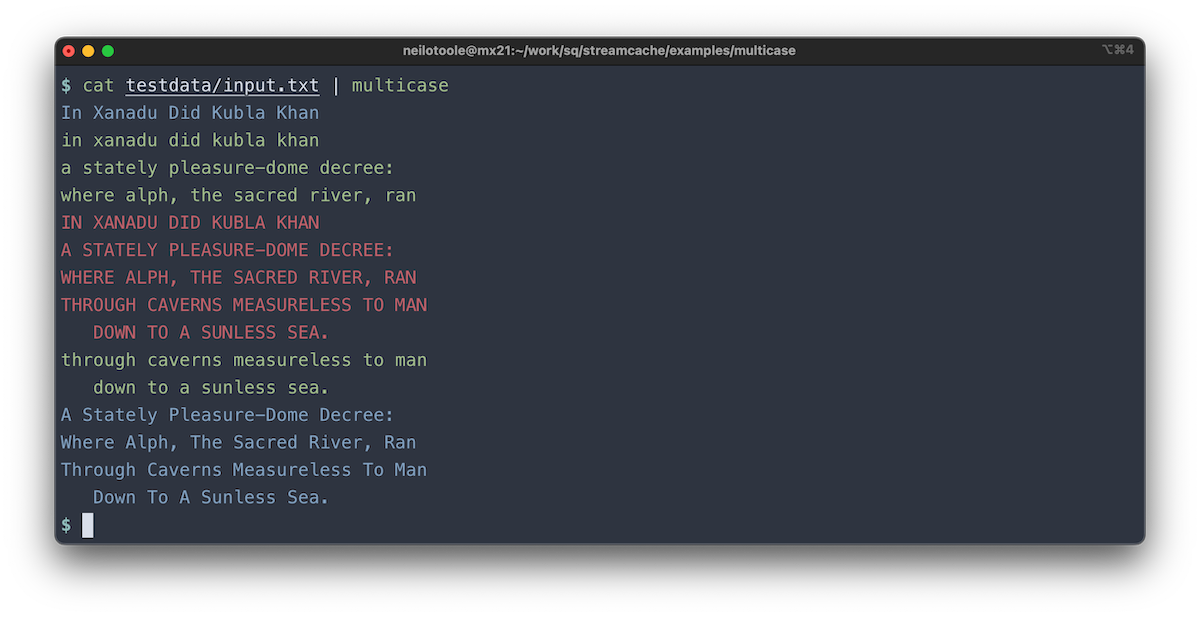 neilotoole@mx21:~/work/sq/streamcache/examples/multicase
⌥⌘4
$ cat testdata/input.txt | multicase
In Xanadu Did Kubla Khan
in xanadu did kubla khan
a stately pleasure-dome decree:
where alph, the sacred river, ran
IN XANADU DID KUBLA KHAN
A STATELY PLEASURE-DOME DECREE:
WHERE ALPH, THE SACRED RIVER, RAN
THROUGH CAVERNS MEASURELESS TO MAN
   DOWN TO A SUNLESS SEA.
through caverns measureless to man
   down to a sunless sea.
A Stately Pleasure-Dome Decree:
Where Alph, The Sacred River, Ran
Through Caverns Measureless To Man
   Down To A Sunless Sea.
$